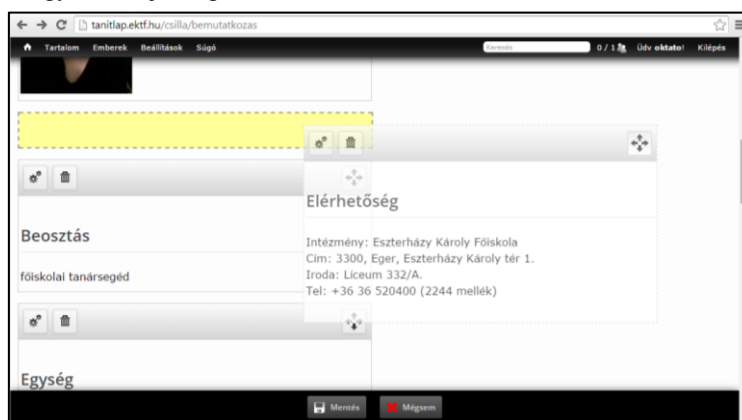 tanitlap.ektf.hu/csilla/bemutatkozas
Tartalom Emberek Beállítások Súgó Keresés 0 / 1 Üdv oktato! Kilépés
Elérhetőség
Intézmény: Eszterházy Károly Főiskola
Cím: 3300, Eger, Eszterházy Károly tér 1.
Iroda: Líceum 332/A.
Tel: +36 36 520400 (2244 mellék)
Beosztás
főiskolai tanársegéd
Egység
Mentés Mégsem